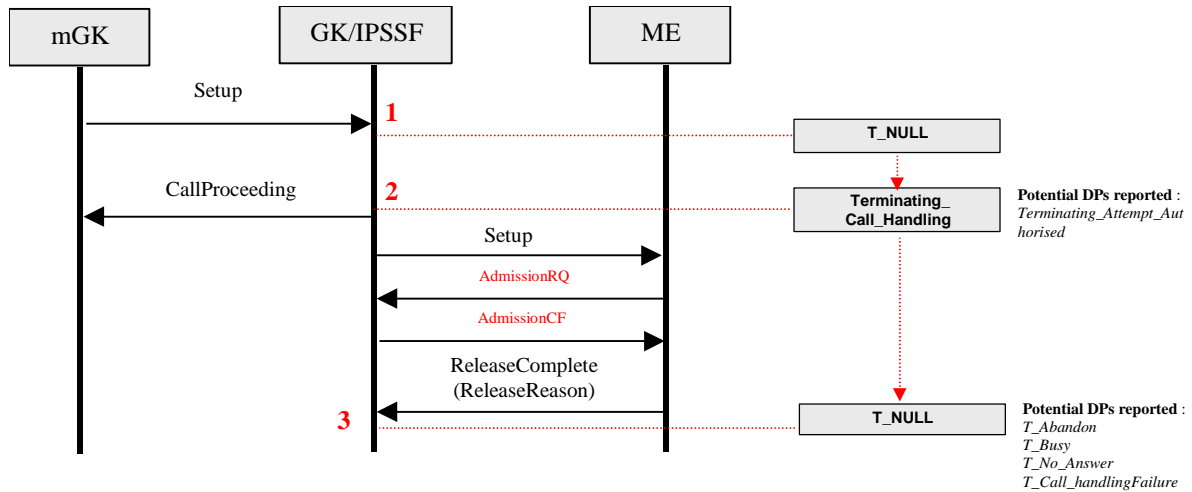 mGK
GK/IPSSF
ME
Setup
1
T_NULL
CallProceeding
2
Terminating_
Call_Handling
Potential DPs reported :
Terminating_Attempt_Aut
horised
Setup
AdmissionRQ
AdmissionCF
ReleaseComplete
(ReleaseReason)
3
T_NULL
Potential DPs reported :
T_Abandon
T_Busy
T_No_Answer
T_Call_handlingFailure